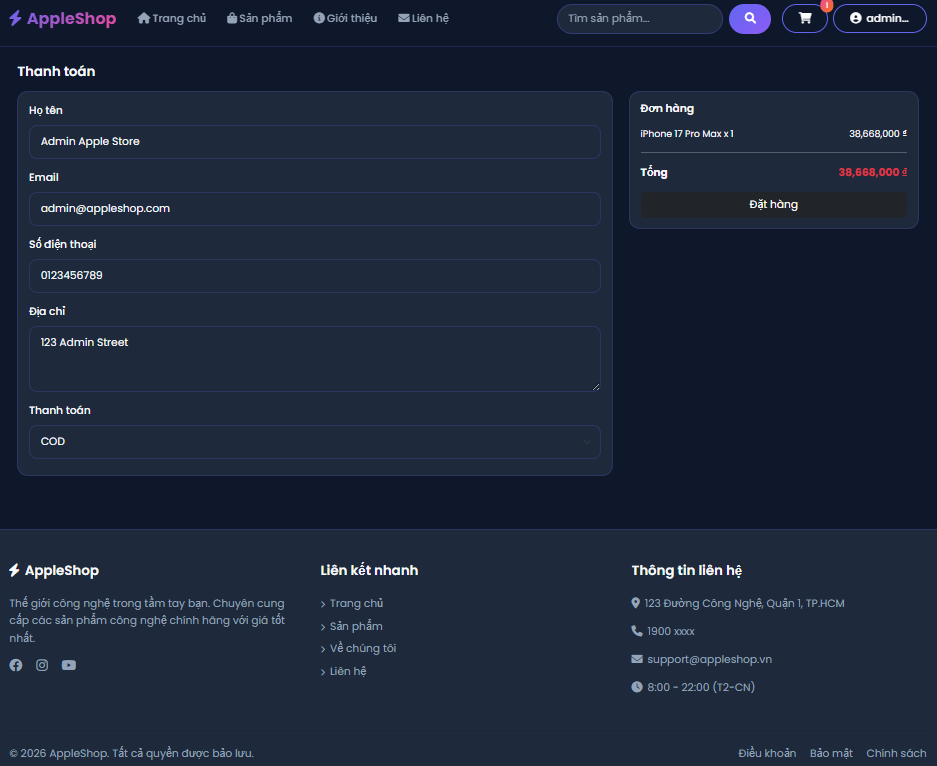 AppleShop
Trang chủ
Sản phẩm
Giới thiệu
Liên hệ
Tìm sản phẩm...
1
admin...
Thanh toán
Họ tên
Admin Apple Store
Email
admin@appleshop.com
Số điện thoại
0123456789
Địa chỉ
123 Admin Street
Thanh toán
COD
Đơn hàng
iPhone 17 Pro Max x 1 38,668,000 ₫
Tổng 38,668,000 ₫
Đặt hàng
AppleShop
Thế giới công nghệ trong tầm tay bạn. Chuyên cung
cấp các sản phẩm công nghệ chính hãng với giá tốt
nhất.
Liên kết nhanh
Trang chủ
Sản phẩm
Về chúng tôi
Liên hệ
Thông tin liên hệ
123 Đường Công Nghệ, Quận 1, TP.HCM
1900 xxxx
support@appleshop.vn
8:00 - 22:00 (T2-CN)
© 2026 AppleShop. Tất cả quyền được bảo lưu.
Điều khoản Bảo mật Chính sách